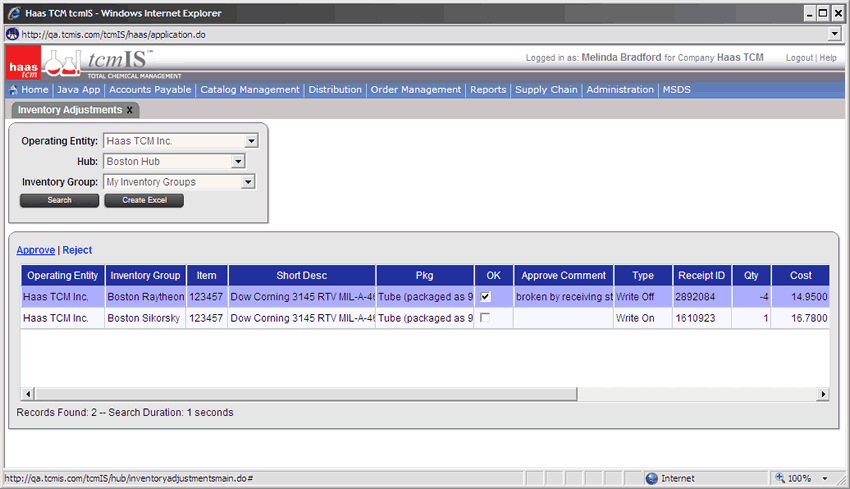 Haas TCM tcmIS - Windows Internet Explorer
http://qa.tcmis.com/tcmIS/haas/application.do
haas tcm
tcmIS™
TOTAL CHEMICAL MANAGEMENT
Logged in as: Melinda Bradford for Company Haas TCM Logout | Help
Home | Java App | Accounts Payable | Catalog Management | Distribution | Order Management | Reports | Supply Chain | Administration | MSDS
Inventory Adjustments X
Operating Entity: Haas TCM Inc.
Hub: Boston Hub
Inventory Group: My Inventory Groups
Search Create Excel
Approve | Reject
Operating Entity Inventory Group Item Short Desc Pkg OK Approve Comment Type Receipt ID Qty Cost
Haas TCM Inc. Boston Raytheon 123457 Dow Corning 3145 RTV MIL-A-46 Tube (packaged as 9 broken by receiving st Write Off 2892084 -4 14.9500
Haas TCM Inc. Boston Sikorsky 123457 Dow Corning 3145 RTV MIL-A-46 Tube (packaged as 9 Write On 1610923 1 16.7800
Records Found: 2 -- Search Duration: 1 seconds
http://qa.tcmis.com/tcmIS/hub/inventoryadjustmentsmain.do# Internet 100%